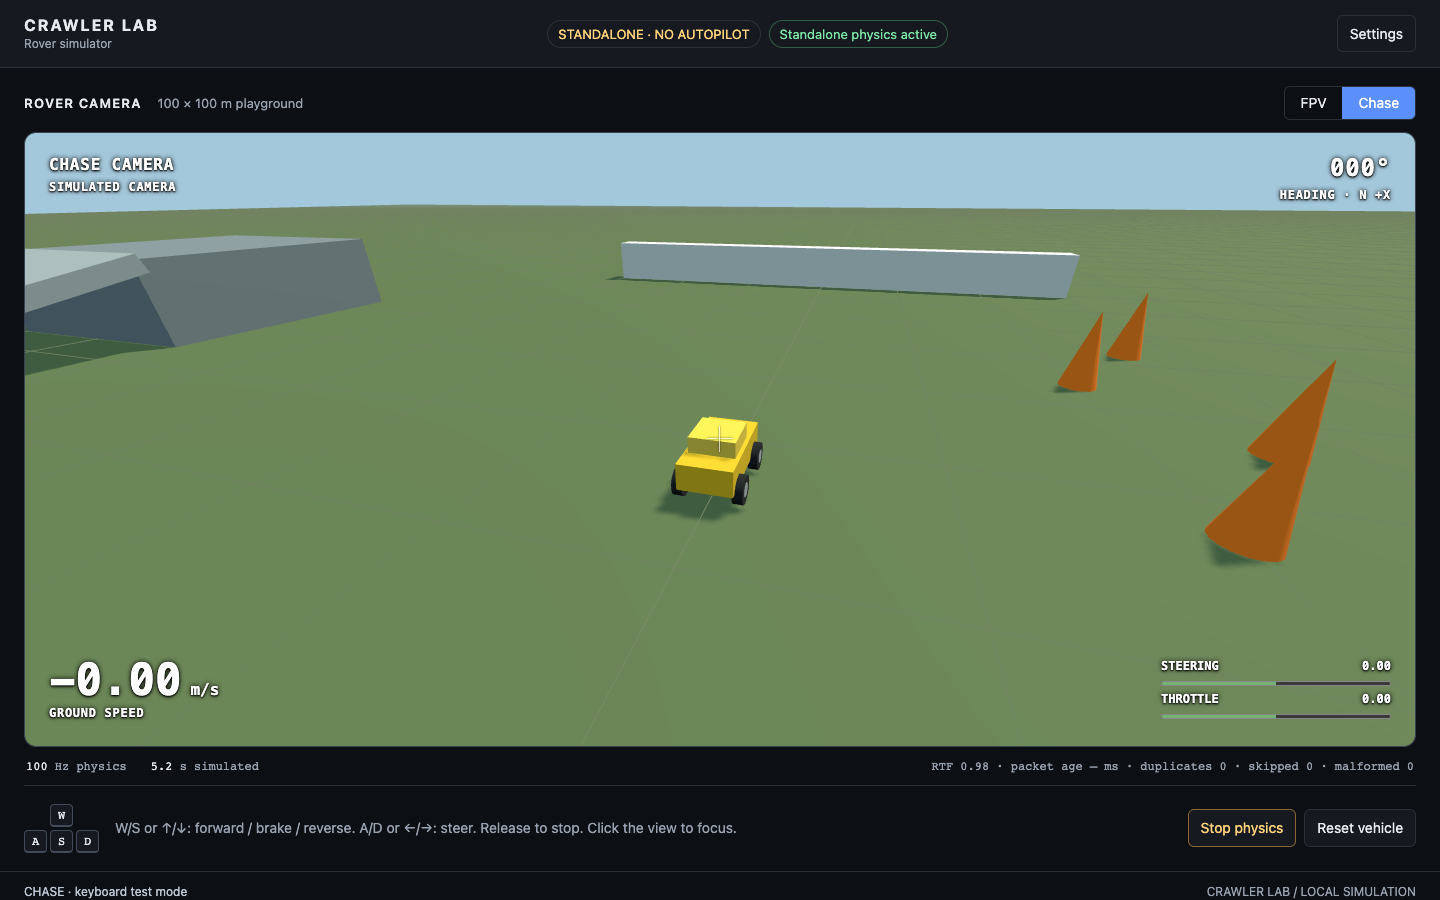 CRAWLER LAB
Rover simulator
STANDALONE · NO AUTOPILOT
Standalone physics active
Settings
ROVER CAMERA
100 × 100 m playground
FPV
Chase
CHASE CAMERA
SIMULATED CAMERA
000°
HEADING · N +X
−0.00 m/s
GROUND SPEED
STEERING 0.00
THROTTLE 0.00
100 Hz physics 5.2 s simulated
RTF 0.98 · packet age — ms · duplicates 0 · skipped 0 · malformed 0
W
A S D
W/S or ↑/↓: forward / brake / reverse. A/D or ←/→: steer. Release to stop. Click the view to focus.
Stop physics
Reset vehicle
CHASE · keyboard test mode
CRAWLER LAB / LOCAL SIMULATION